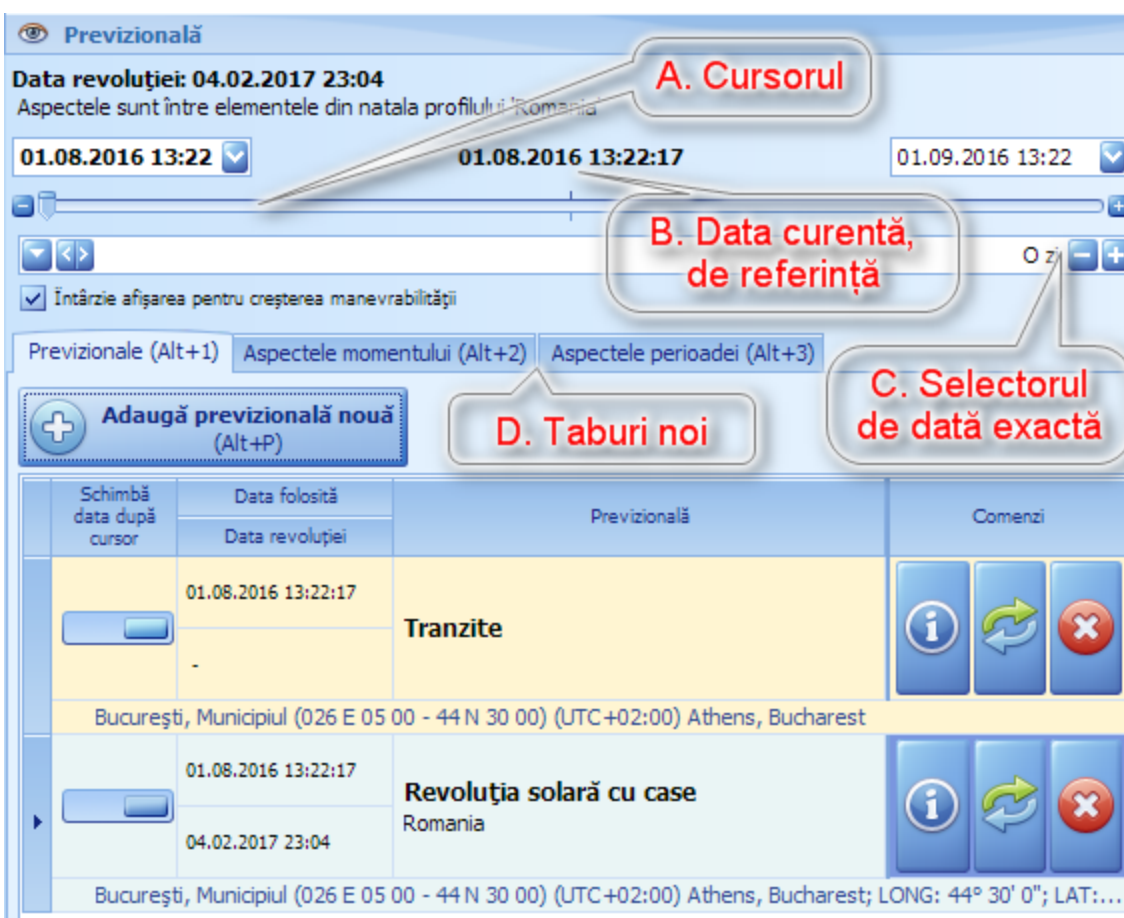 Previzională
Data revoluției: 04.02.2017 23:04
Aspectele sunt între elementele din natala profilului 'Romania'
A. Cursorul
01.08.2016 13:22
01.08.2016 13:22:17
01.09.2016 13:22
B. Data curentă,
de referință
O zi
Întârzie afișarea pentru creșterea manevrabilității
Previzionale (Alt+1)
Aspectele momentului (Alt+2)
Aspectele perioadei (Alt+3)
C. Selectorul
de dată exactă
D. Taburi noi
Adaugă previzională nouă
(Alt+P)
Schimbă
data după
cursor
Data folosită
Data revoluției
Previzională
Comenzi
01.08.2016 13:22:17
-
Tranzite
București, Municipiul (026 E 05 00 - 44 N 30 00) (UTC+02:00) Athens, Bucharest
01.08.2016 13:22:17
04.02.2017 23:04
Revoluția solară cu case
Romania
București, Municipiul (026 E 05 00 - 44 N 30 00) (UTC+02:00) Athens, Bucharest; LONG: 44° 30' 0"; LAT:...